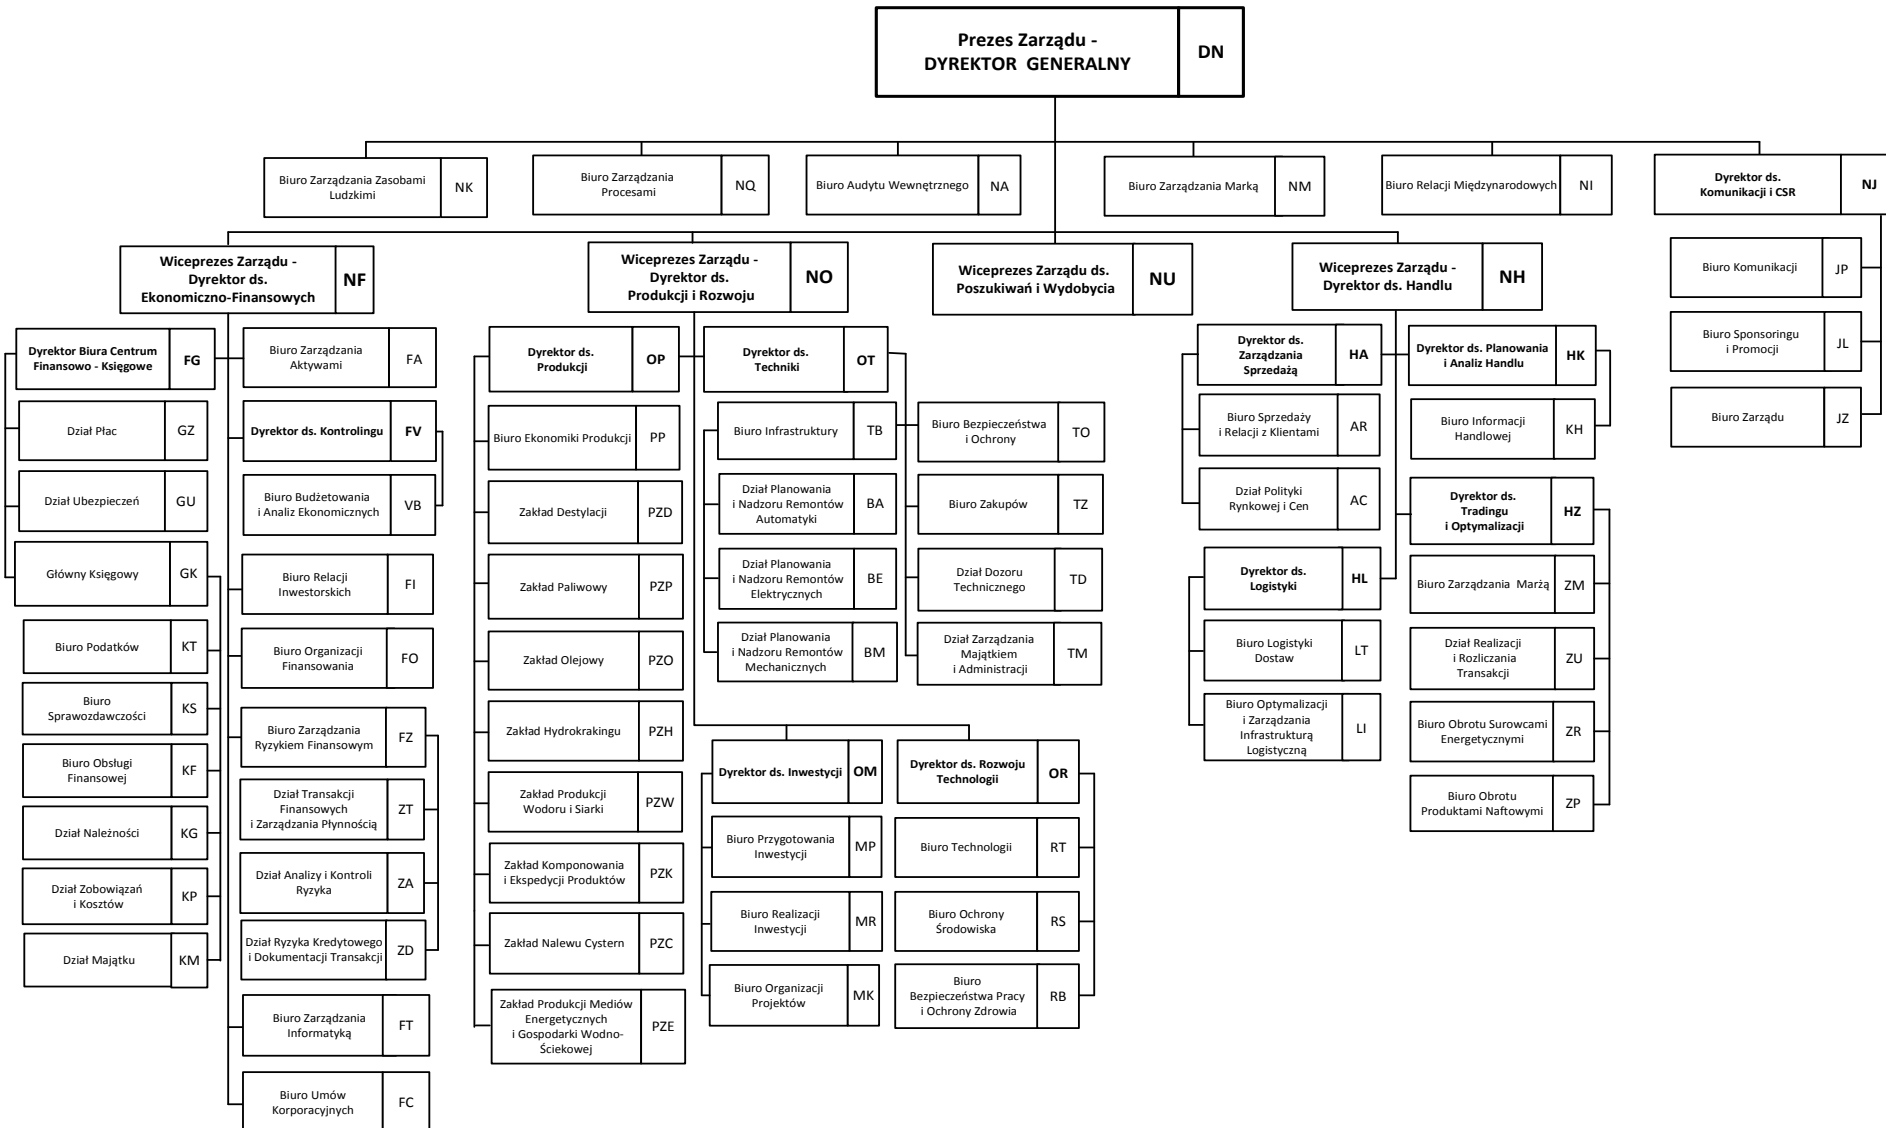 Prezes Zarządu -
DYREKTOR GENERALNY
DN
Biuro Zarządzania Zasobami
Ludzkimi
NK
Biuro Zarządzania
Procesami
NQ
Biuro Audytu Wewnętrznego
NA
Biuro Zarządzania Marką
NM
Biuro Relacji Międzynarodowych
NI
Dyrektor ds.
Komunikacji i CSR
NJ
Biuro Komunikacji
JP
Biuro Sponsoringu
i Promocji
JL
Biuro Zarządu
JZ
Wiceprezes Zarządu -
Dyrektor ds.
Ekonomiczno-Finansowych
NF
Dyrektor Biura Centrum
Finansowo - Księgowe
FG
Dział Płac
GZ
Dział Ubezpieczeń
GU
Główny Księgowy
GK
Biuro Podatków
KT
Biuro
Sprawozdawczości
KS
Biuro Obsługi
Finansowej
KF
Dział Należności
KG
Dział Zobowiązań
i Kosztów
KP
Dział Majątku
KM
Biuro Zarządzania
Aktywami
FA
Dyrektor ds. Kontrolingu
FV
Biuro Budżetowania
i Analiz Ekonomicznych
VB
Biuro Relacji
Inwestorskich
FI
Biuro Organizacji
Finansowania
FO
Biuro Zarządzania
Ryzykiem Finansowym
FZ
Dział Transakcji
Finansowych
i Zarządzania Płynnością
ZT
Dział Analizy i Kontroli
Ryzyka
ZA
Dział Ryzyka Kredytowego
i Dokumentacji Transakcji
ZD
Biuro Zarządzania
Informatyką
FT
Biuro Umów
Korporacyjnych
FC
Wiceprezes Zarządu -
Dyrektor ds.
Produkcji i Rozwoju
NO
Dyrektor ds.
Produkcji
OP
Biuro Ekonomiki Produkcji
PP
Zakład Destylacji
PZD
Zakład Paliwowy
PZP
Zakład Olejowy
PZO
Zakład Hydrokrakingu
PZH
Zakład Produkcji
Wodoru i Siarki
PZW
Zakład Komponowania
i Ekspedycji Produktów
PZK
Zakład Nalewu Cystern
PZC
Zakład Produkcji Mediów
Energetycznych
i Gospodarki Wodno-
Ściekowej
PZE
Dyrektor ds.
Techniki
OT
Biuro Infrastruktury
TB
Dział Planowania
i Nadzoru Remontów
Automatyki
BA
Dział Planowania
i Nadzoru Remontów
Elektrycznych
BE
Dział Planowania
i Nadzoru Remontów
Mechanicznych
BM
Biuro Bezpieczeństwa
i Ochrony
TO
Biuro Zakupów
TZ
Dział Dozoru
Technicznego
TD
Dział Zarządzania
Majątkiem
i Administracji
TM
Dyrektor ds. Inwestycji
OM
Biuro Przygotowania
Inwestycji
MP
Biuro Realizacji
Inwestycji
MR
Biuro Organizacji
Projektów
MK
Dyrektor ds. Rozwoju
Technologii
OR
Biuro Technologii
RT
Biuro Ochrony
Środowiska
RS
Biuro
Bezpieczeństwa Pracy
i Ochrony Zdrowia
RB
Wiceprezes Zarządu ds.
Poszukiwań i Wydobycia
NU
Wiceprezes Zarządu -
Dyrektor ds. Handlu
NH
Dyrektor ds.
Zarządzania
Sprzedażą
HA
Biuro Sprzedaży
i Relacji z Klientami
AR
Dział Polityki
Rynkowej i Cen
AC
Dyrektor ds.
Logistyki
HL
Biuro Logistyki
Dostaw
LT
Biuro Optymalizacji
i Zarządzania
Infrastrukturą
Logistyczną
LI
Dyrektor ds. Planowania
i Analiz Handlu
HK
Biuro Informacji
Handlowej
KH
Dyrektor ds.
Tradingu
i Optymalizacji
HZ
Biuro Zarządzania Marżą
ZM
Dział Realizacji
i Rozliczania
Transakcji
ZU
Biuro Obrotu Surowcami
Energetycznymi
ZR
Biuro Obrotu
Produktami Naftowymi
ZP